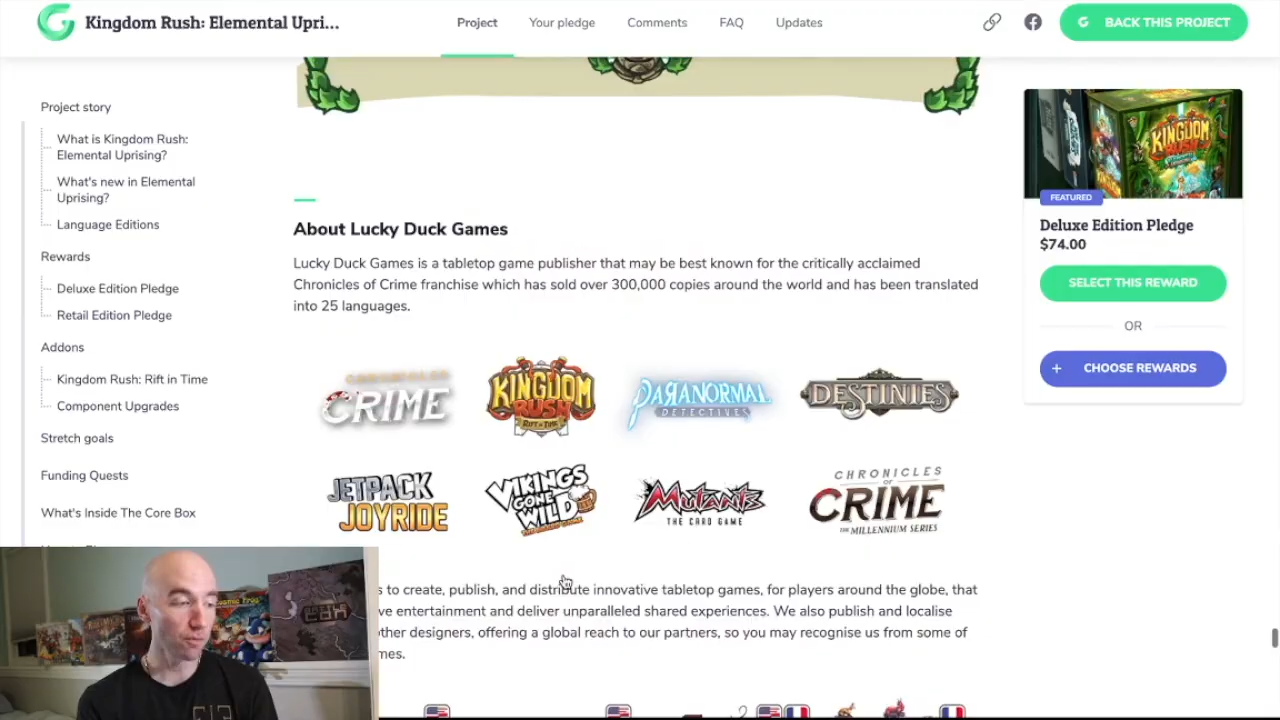 Kingdom Rush: Elemental Upri...
Project
Your pledge
Comments
FAQ
Updates
BACK THIS PROJECT
Project story
What is Kingdom Rush:
Elemental Uprising?
What's new in Elemental
Uprising?
Language Editions
Rewards
Deluxe Edition Pledge
Retail Edition Pledge
Addons
Kingdom Rush: Rift in Time
Component Upgrades
Stretch goals
Funding Quests
What's Inside The Core Box
About Lucky Duck Games
Lucky Duck Games is a tabletop game publisher that may be best known for the critically acclaimed
Chronicles of Crime franchise which has sold over 300,000 copies around the world and has been translated
into 25 languages.
CHRONICLES
CRIME
KINGDOM
RUSH
RIFT IN TIME
PARANORMAL
DETECTIVES
DESTINIES
JETPACK
JOYRIDE
VIKINGS
GONE
WILD
MUTANTS
THE CARD GAME
CHRONICLES
OF
CRIME
THE MILLENNIUM SERIES
s to create, publish, and distribute innovative tabletop games, for players around the globe, that
ve entertainment and deliver unparalleled shared experiences. We also publish and localise
ther designers, offering a global reach to our partners, so you may recognise us from some of
mes.
KINGDOM
RUSH
FEATURED
Deluxe Edition Pledge
$74.00
SELECT THIS REWARD
OR
+ CHOOSE REWARDS